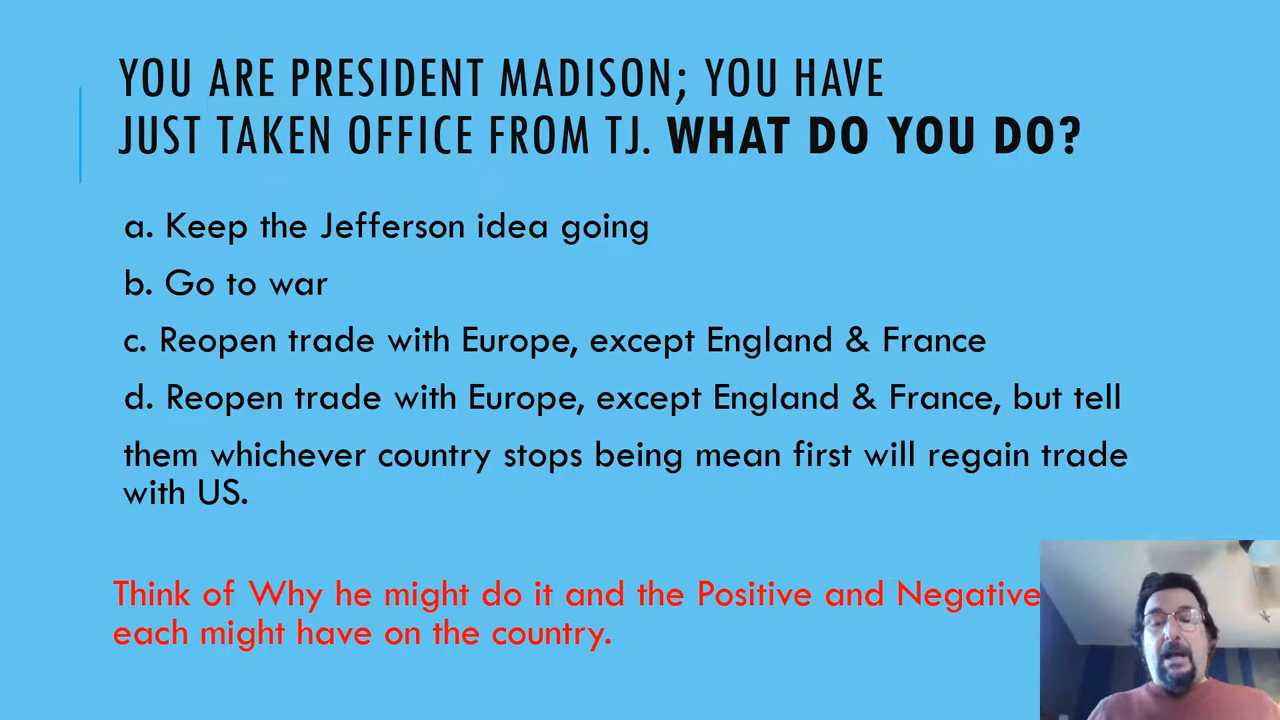 YOU ARE PRESIDENT MADISON; YOU HAVE
JUST TAKEN OFFICE FROM TJ. WHAT DO YOU DO?
a. Keep the Jefferson idea going
b. Go to war
c. Reopen trade with Europe, except England & France
d. Reopen trade with Europe, except England & France, but tell
them whichever country stops being mean first will regain trade
with US.
Think of Why he might do it and the Positive and Negative
each might have on the country.